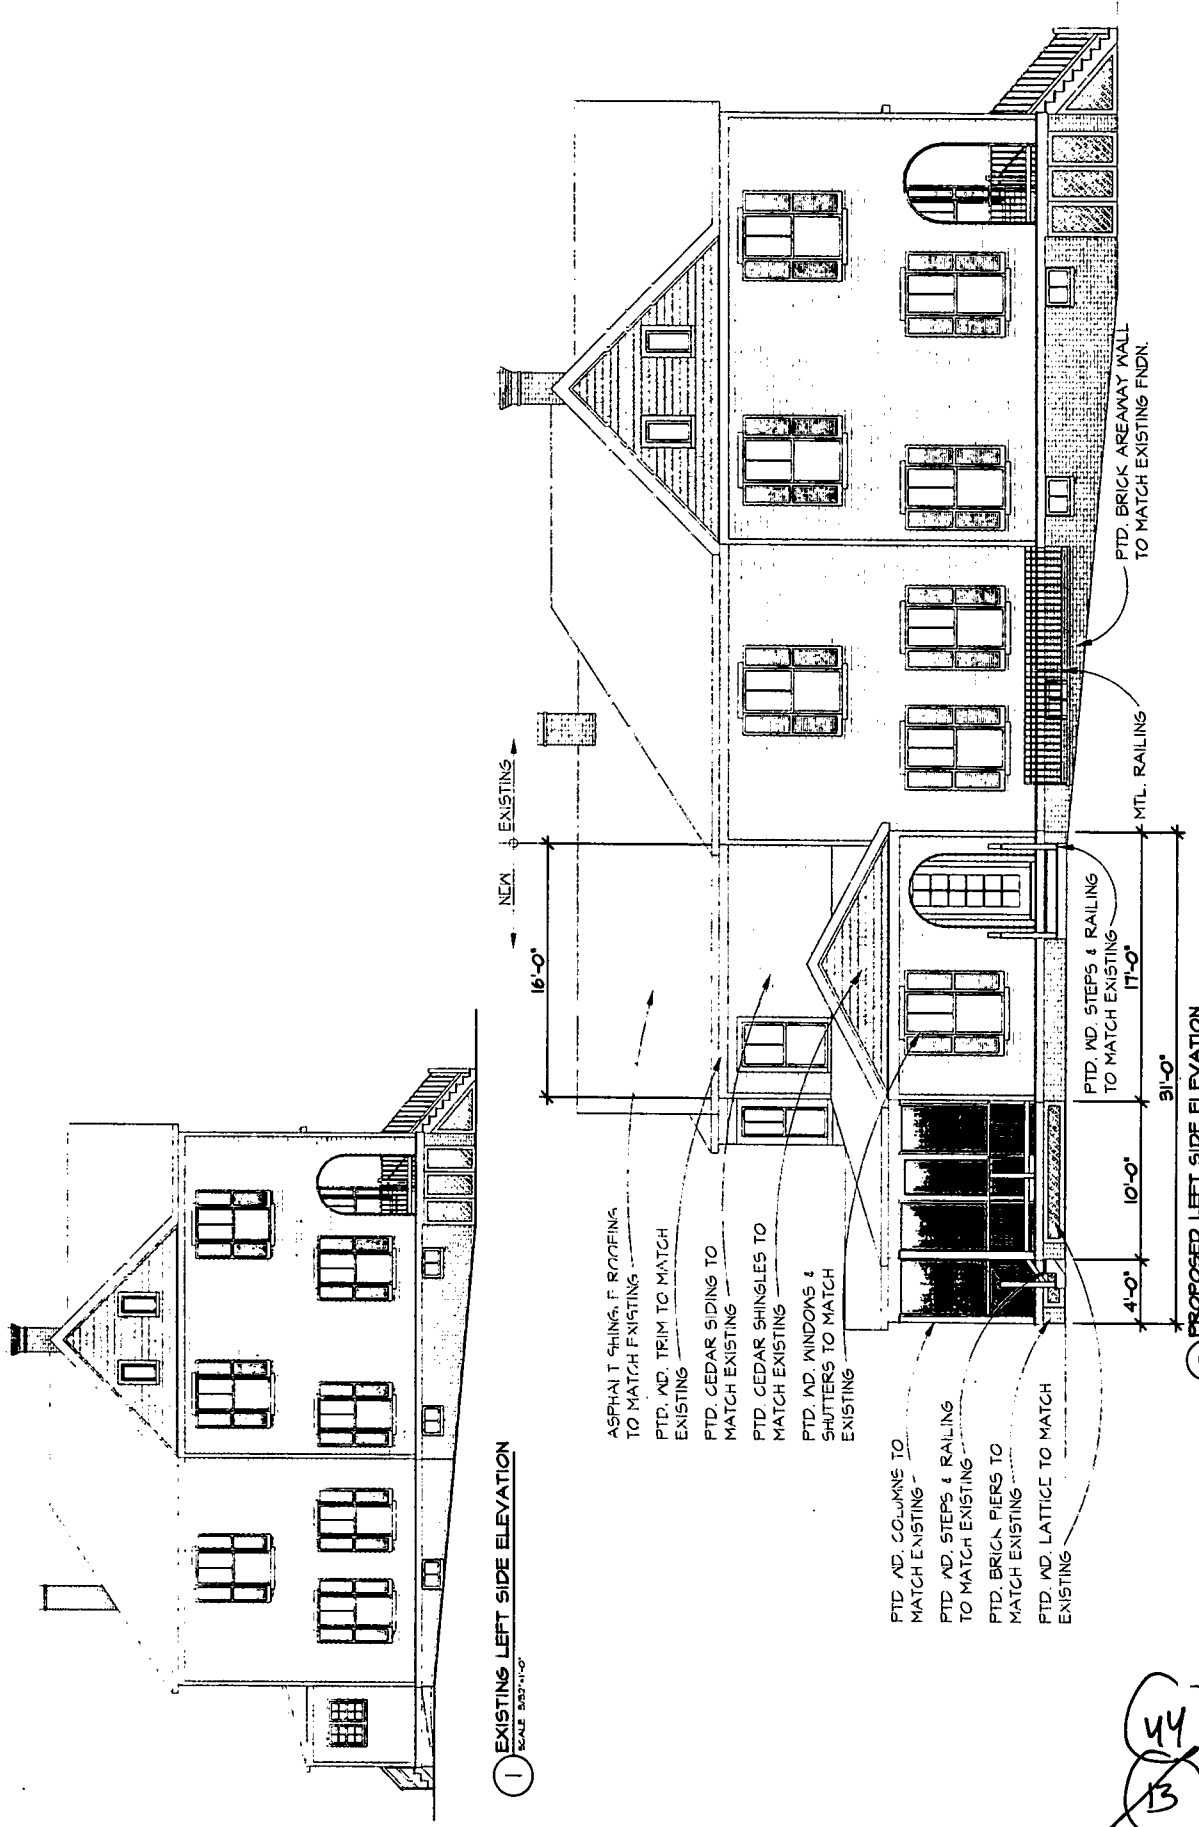 1
EXISTING LEFT SIDE ELEVATION
NEW
EXISTING
16'-0"
TO MATCH EXISTING
PTD. WD. TRIM TO MATCH
EXISTING
PTD. CEDAR SIDING TO
MATCH EXISTING
PTD. CEDAR SHINGLES TO
MATCH EXISTING
PTD. WD. WINDOWS &
SHUTTERS TO MATCH
EXISTING
PTD. WD. COLUMNS TO
MATCH EXISTING
PTD. WD. STEPS & RAILING
TO MATCH EXISTING
PTD. BRICK PIERS TO
MATCH EXISTING
PTD. WD. LATTICE TO MATCH
EXISTING
PTD. WD. STEPS & RAILING
TO MATCH EXISTING
MTL. RAILING
PTD. BRICK AREAWAY WALL
TO MATCH EXISTING FNDN.
4'-0"
10'-0"
17'-0"
31'-0"
PROPOSED LEFT SIDE ELEVATION
44
13